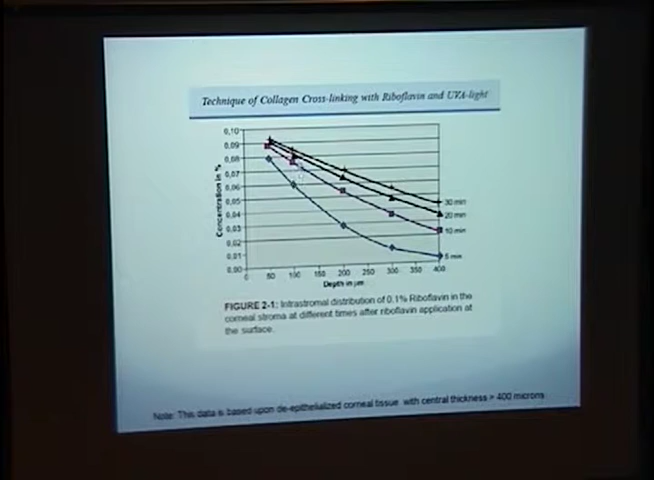 Technique of Collagen Cross-linking with Riboflavin and UVA-light
Concentration in %
0,10
0,09
0,08
0,07
0,06
0,05
0,04
0,03
0,02
0,01
0,00
0 50 100 150 200 250 300 350 400
30 min
20 min
10 min
5 min
Depth in µm
FIGURE 2-1: Intrastromal distribution of 0.1% Riboflavin in the
corneal stroma at different times after riboflavin application at
the surface.
Note: This data is based upon de-epithelialized corneal tissue with central thickness > 400 microns.